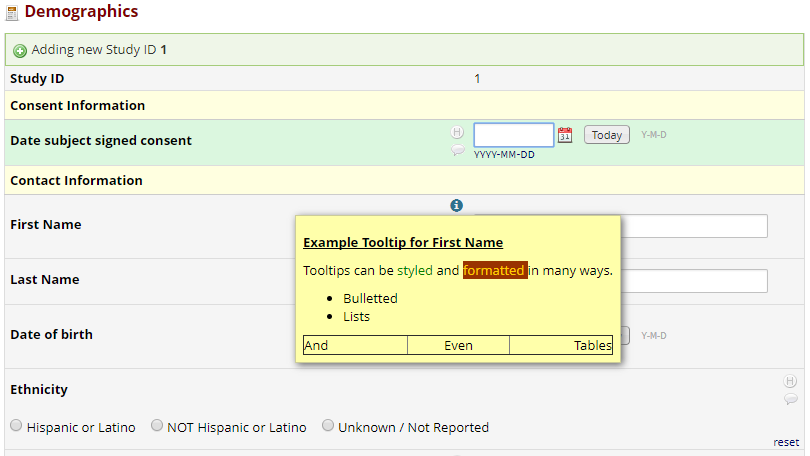 Demographics
Adding new Study ID 1
Study ID 1
Consent Information
Date subject signed consent H 31 Today Y-M-D
YYYY-MM-DD
Contact Information
First Name
Example Tooltip for First Name
Tooltips can be styled and formatted in many ways.
Bulletted
Lists
And Even Tables
Last Name
Date of birth Y-M-D
Ethnicity H
Hispanic or Latino NOT Hispanic or Latino Unknown / Not Reported
reset